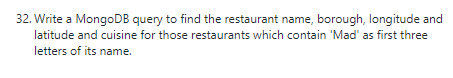 32. Write a MongoDB query to find the restaurant name, borough, longitude and
latitude and cuisine for those restaurants which contain 'Mad' as first three
letters of its name.